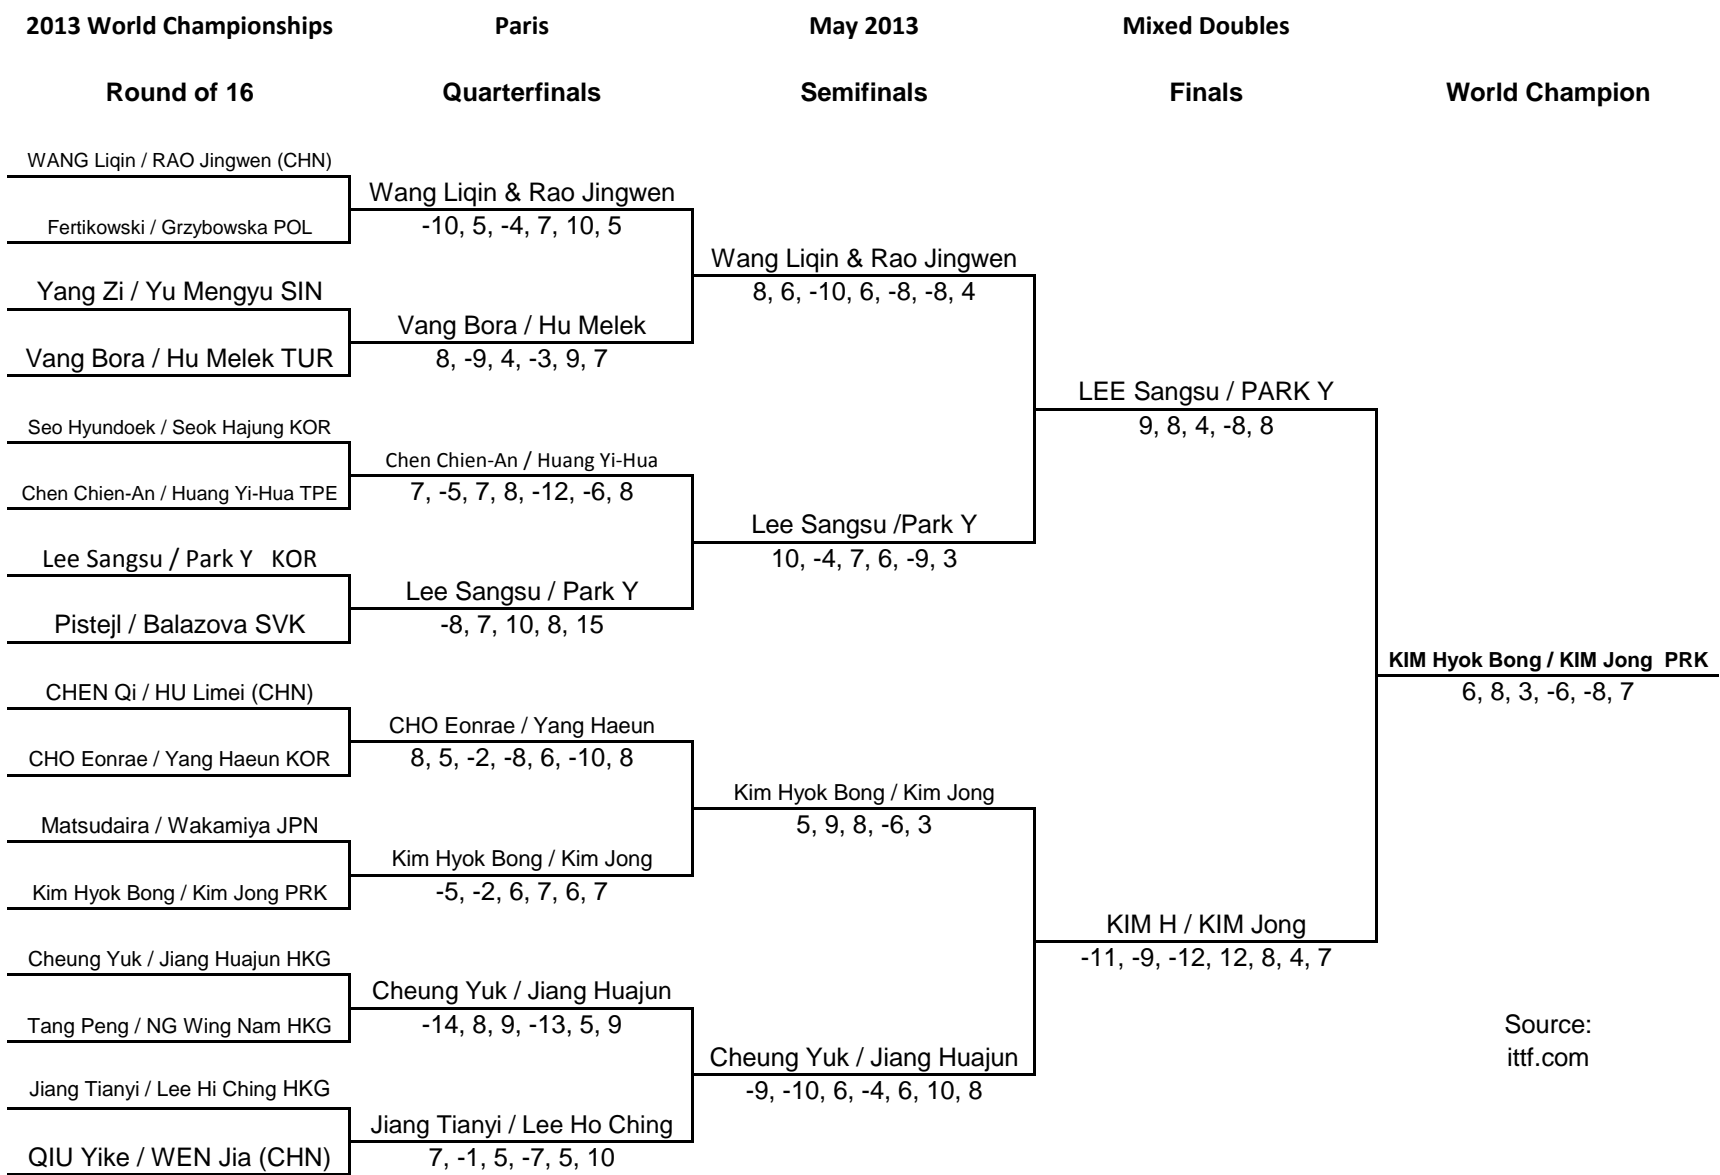 2013 World Championships Paris May 2013 Mixed Doubles
Round of 16 Quarterfinals Semifinals Finals World Champion
WANG Liqin / RAO Jingwen (CHN)
Fertikowski / Grzybowska POL
Yang Zi / Yu Mengyu SIN
Vang Bora / Hu Melek TUR
Seo Hyundoek / Seok Hajung KOR
Chen Chien-An / Huang Yi-Hua TPE
Lee Sangsu / Park Y KOR
Pistejl / Balazova SVK
CHEN Qi / HU Limei (CHN)
CHO Eonrae / Yang Haeun KOR
Matsudaira / Wakamiya JPN
Kim Hyok Bong / Kim Jong PRK
Cheung Yuk / Jiang Huajun HKG
Tang Peng / NG Wing Nam HKG
Jiang Tianyi / Lee Hi Ching HKG
QIU Yike / WEN Jia (CHN)
Wang Liqin & Rao Jingwen
-10, 5, -4, 7, 10, 5
Vang Bora / Hu Melek
8, -9, 4, -3, 9, 7
Chen Chien-An / Huang Yi-Hua
7, -5, 7, 8, -12, -6, 8
Lee Sangsu / Park Y
-8, 7, 10, 8, 15
CHO Eonrae / Yang Haeun
8, 5, -2, -8, 6, -10, 8
Kim Hyok Bong / Kim Jong
-5, -2, 6, 7, 6, 7
Cheung Yuk / Jiang Huajun
-14, 8, 9, -13, 5, 9
Jiang Tianyi / Lee Ho Ching
7, -1, 5, -7, 5, 10
Wang Liqin & Rao Jingwen
8, 6, -10, 6, -8, -8, 4
Lee Sangsu /Park Y
10, -4, 7, 6, -9, 3
Kim Hyok Bong / Kim Jong
5, 9, 8, -6, 3
Cheung Yuk / Jiang Huajun
-9, -10, 6, -4, 6, 10, 8
LEE Sangsu / PARK Y
9, 8, 4, -8, 8
KIM H / KIM Jong
-11, -9, -12, 12, 8, 4, 7
KIM Hyok Bong / KIM Jong PRK
6, 8, 3, -6, -8, 7
Source:
ittf.com